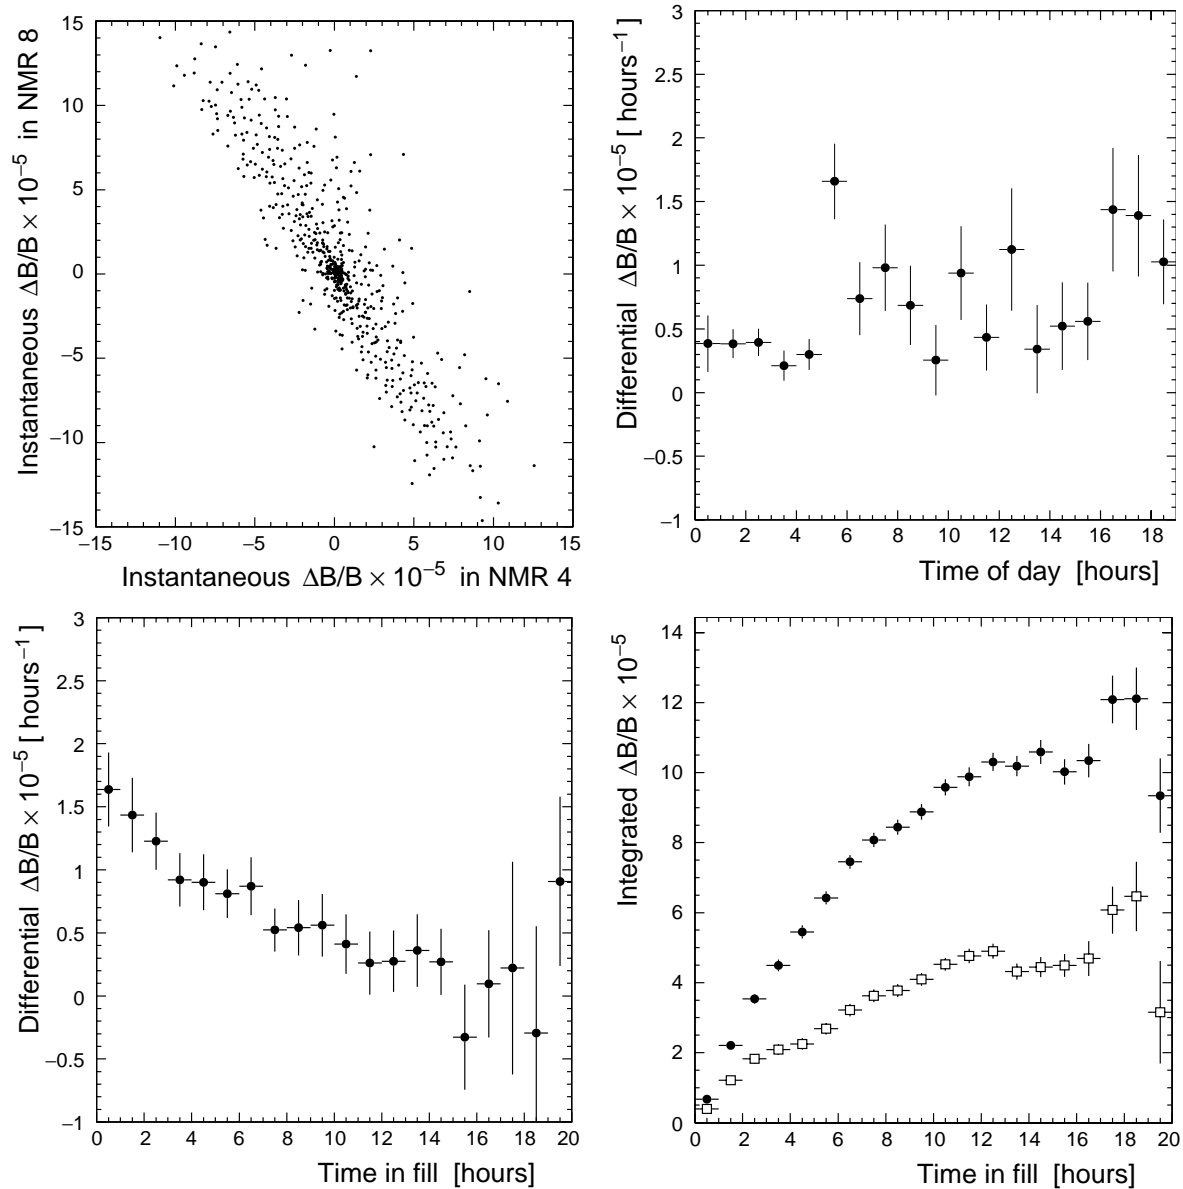 Instantaneous ΔB/B × 10⁻⁵ in NMR 8
15
10
5
0
−5
−10
−15
−15 −10 −5 0 5 10 15
Instantaneous ΔB/B × 10⁻⁵ in NMR 4
Differential ΔB/B × 10⁻⁵ [ hours⁻¹ ]
3
2.5
2
1.5
1
0.5
0
−0.5
−1
0 2 4 6 8 10 12 14 16 18
Time of day [hours]
Differential ΔB/B × 10⁻⁵ [ hours⁻¹ ]
3
2.5
2
1.5
1
0.5
0
−0.5
−1
0 2 4 6 8 10 12 14 16 18 20
Time in fill [hours]
Integrated ΔB/B × 10⁻⁵
14
12
10
8
6
4
2
0
0 2 4 6 8 10 12 14 16 18 20
Time in fill [hours]